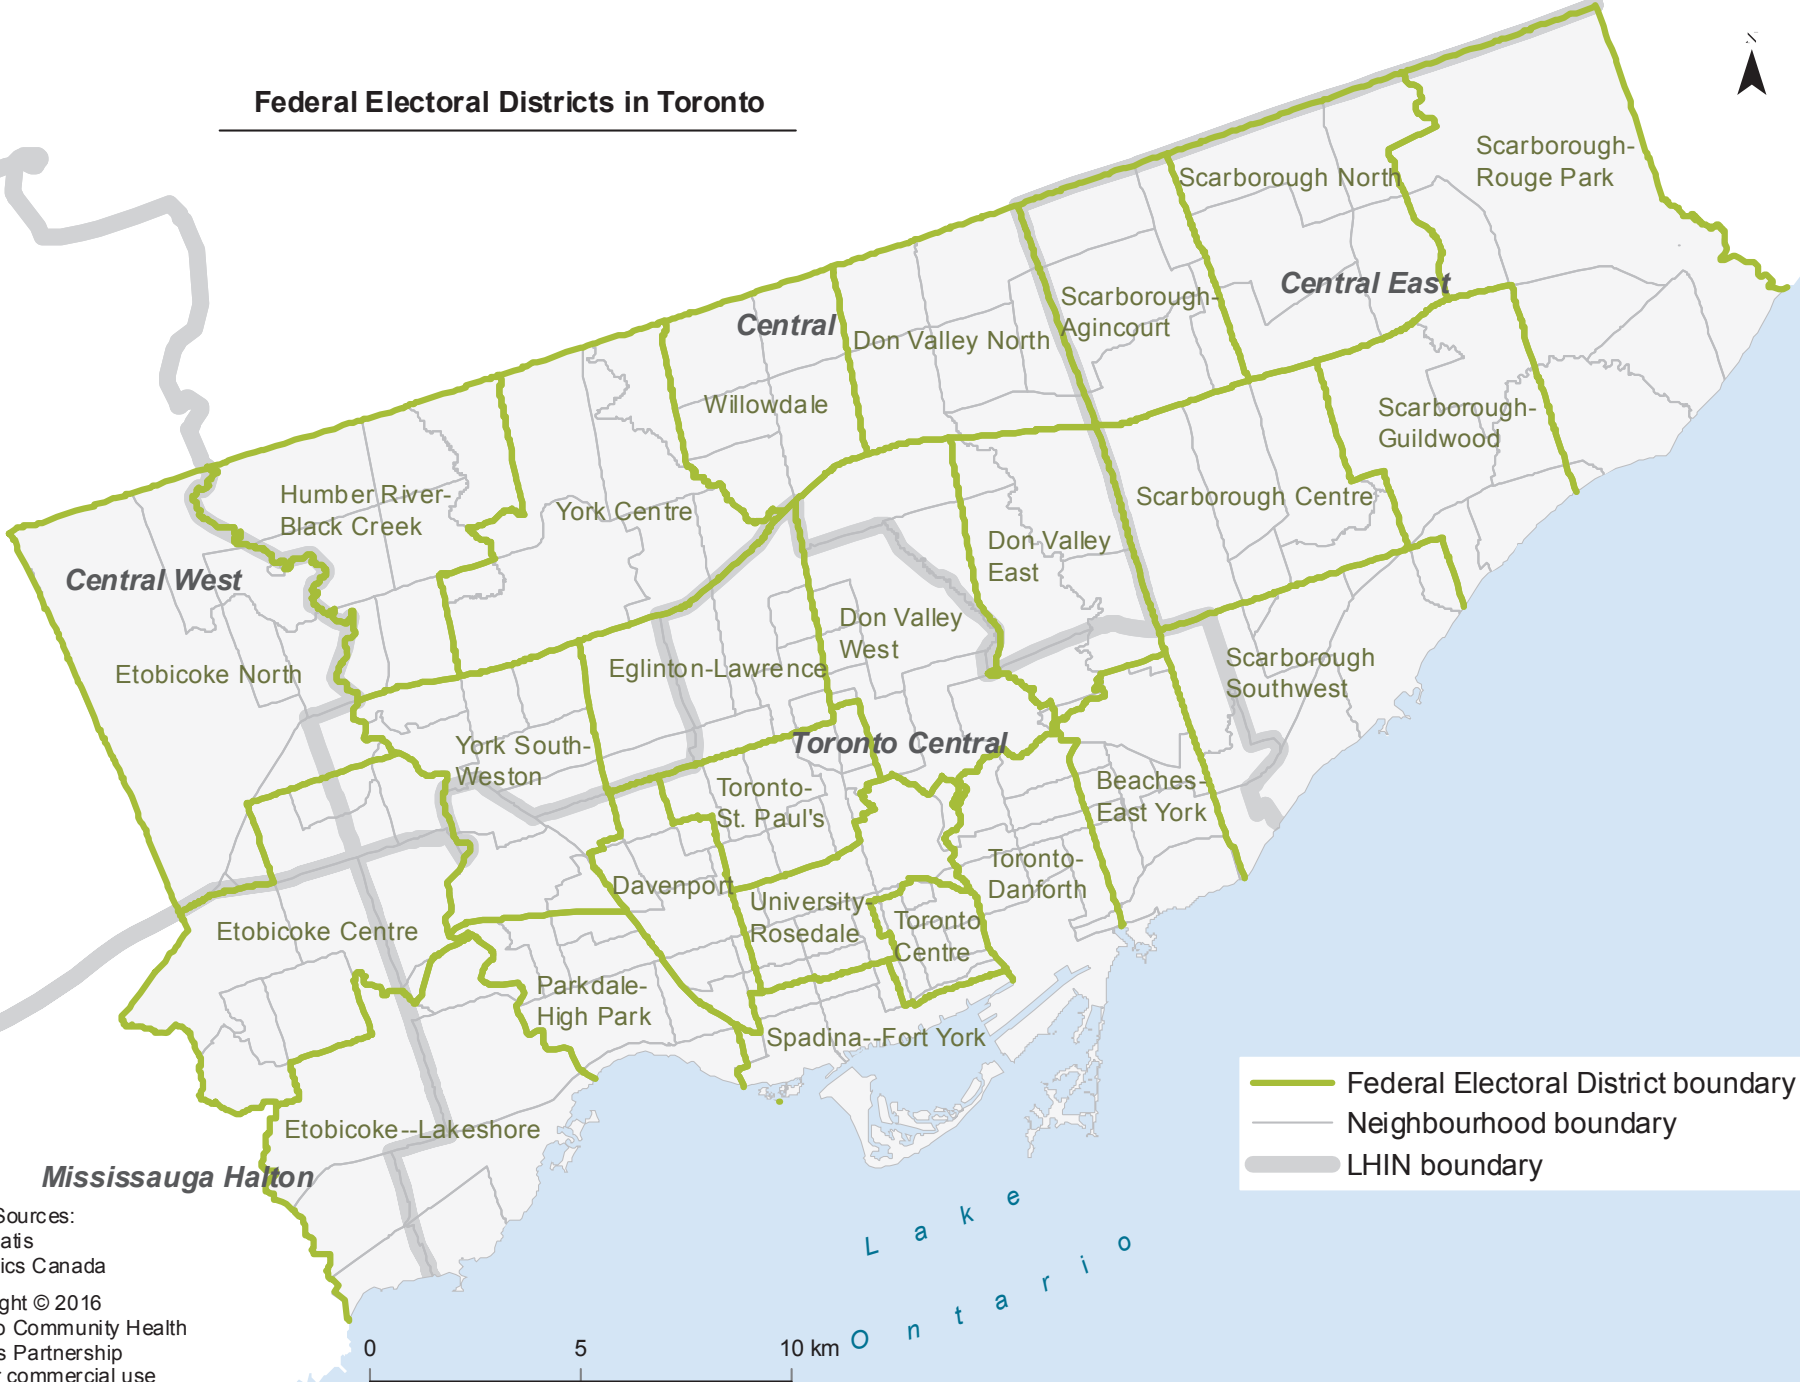 Federal Electoral Districts in Toronto
N
Scarborough-
Rouge Park
Scarborough North
Central East
Scarborough-
Agincourt
Central
Don Valley North
Willowdale
Scarborough-
Guildwood
Humber River-
Black Creek
York Centre
Scarborough Centre
Don Valley
East
Central West
Don Valley
West
Etobicoke North
Eglinton-Lawrence
Scarborough
Southwest
York South-
Weston
Toronto Central
Toronto-
St. Paul's
Beaches-
East York
Toronto-
Danforth
Davenport
University-
Rosedale
Toronto
Centre
Etobicoke Centre
Parkdale-
High Park
Spadina--Fort York
Etobicoke--Lakeshore
Mississauga Halton
Federal Electoral District boundary
Neighbourhood boundary
LHIN boundary
Lake
Ontario
Sources:
atis
ics Canada
ght © 2016
o Community Health
s Partnership
r commercial use
0 5 10 km